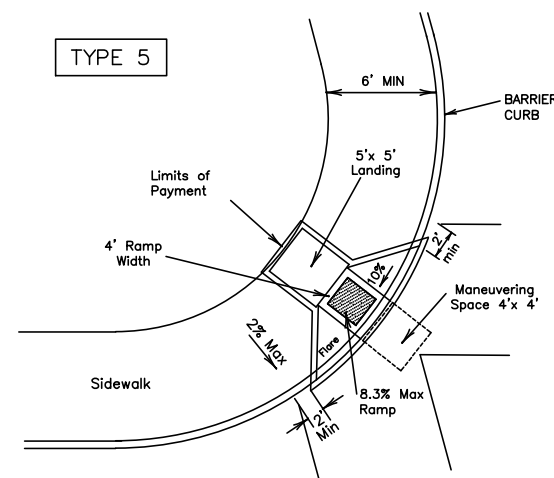 TYPE 5
6' MIN
BARRIER
CURB
5'x 5'
Landing
Limits of
Payment
4' Ramp
Width
2'
min
10%
Maneuvering
Space 4'x 4'
2% Max
Flare
Sidewalk
8.3% Max
Ramp
2'
Min